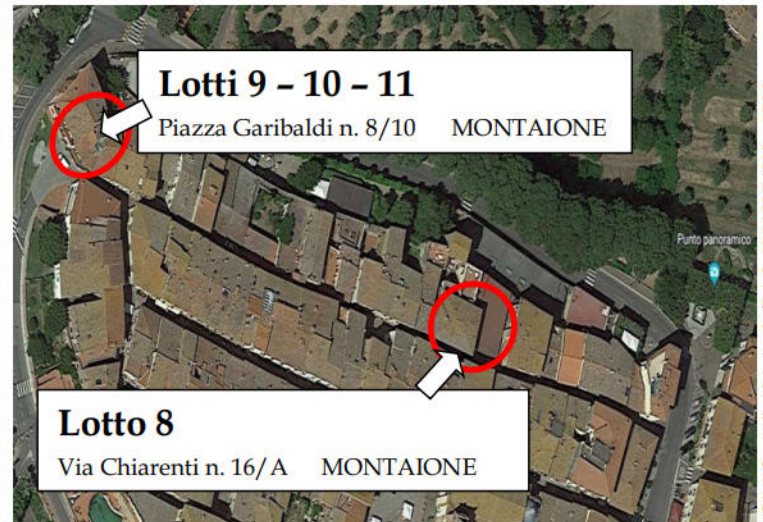 Lotti 9 – 10 – 11
Piazza Garibaldi n. 8/10 MONTAIONE
Punto panoramico
Lotto 8
Via Chiarenti n. 16/A MONTAIONE